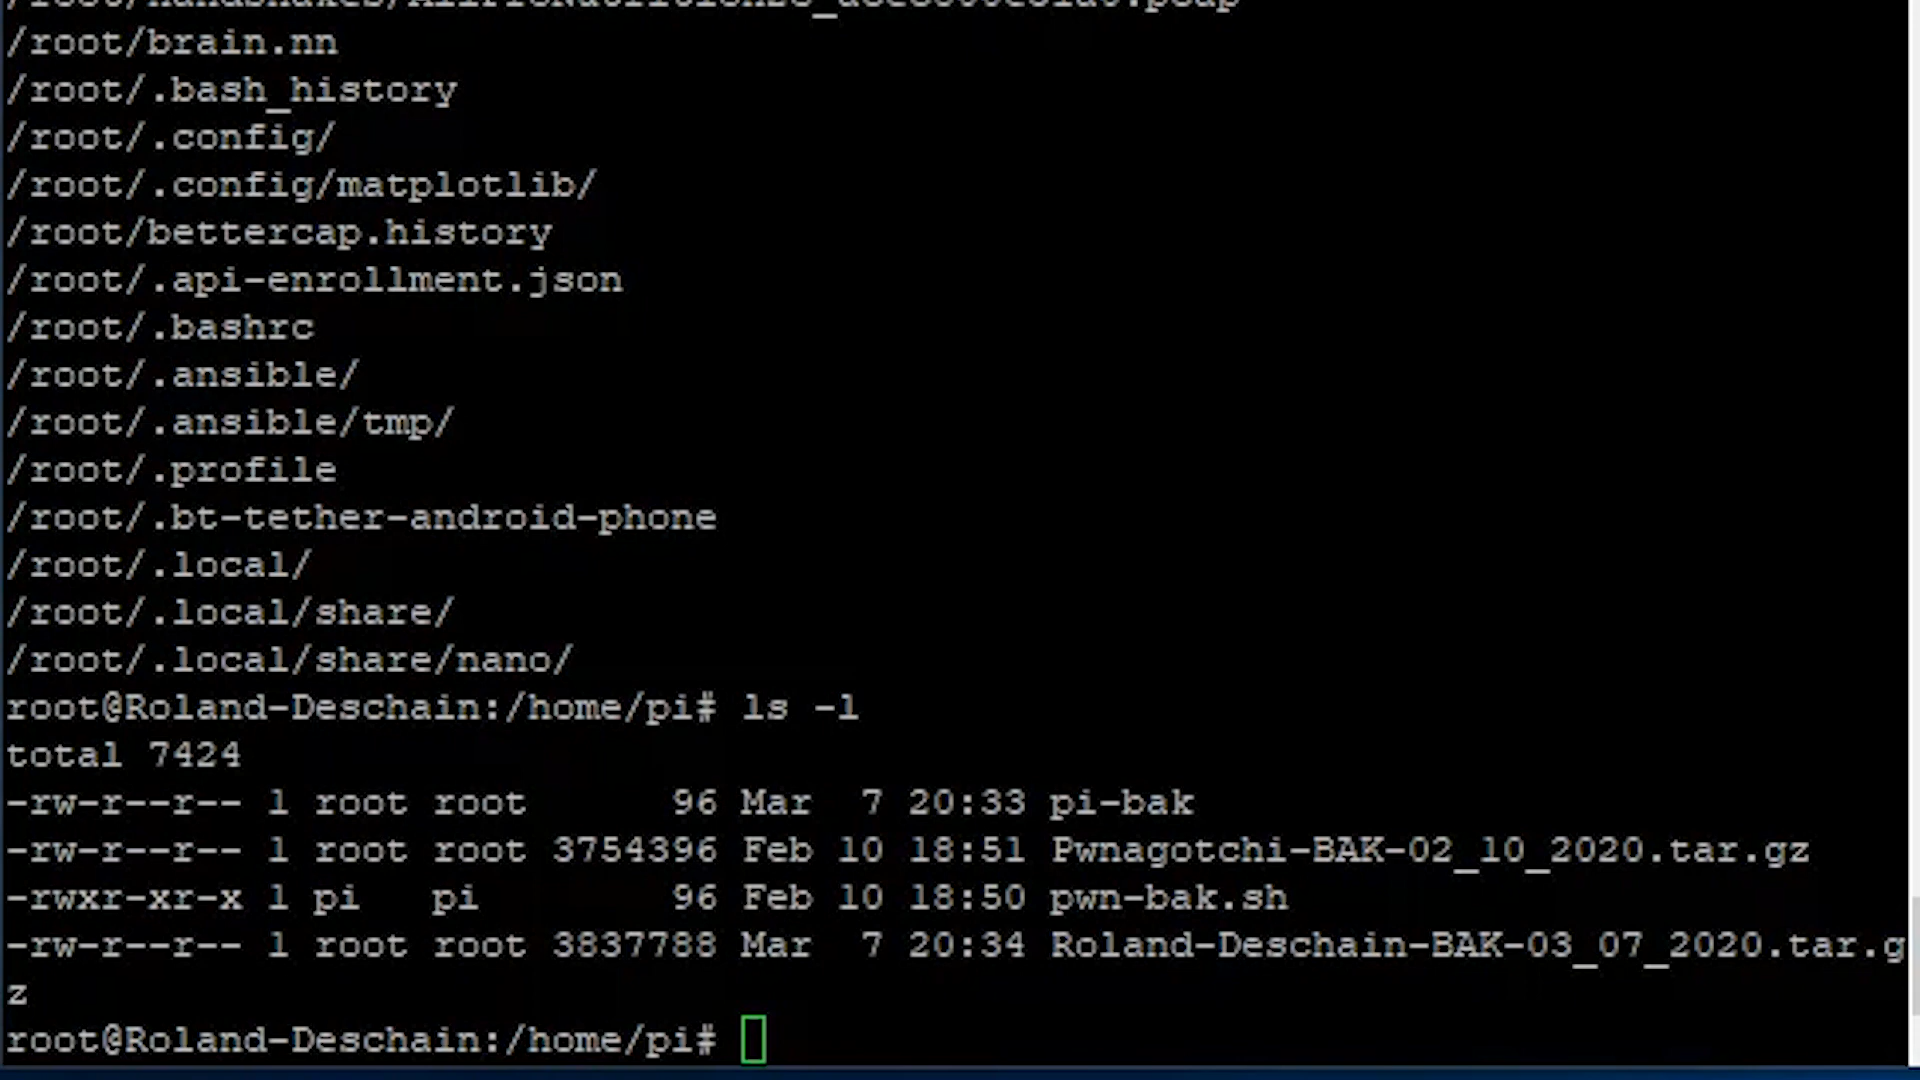 /root/brain.nn
/root/.bash_history
/root/.config/
/root/.config/matplotlib/
/root/bettercap.history
/root/.api-enrollment.json
/root/.bashrc
/root/.ansible/
/root/.ansible/tmp/
/root/.profile
/root/.bt-tether-android-phone
/root/.local/
/root/.local/share/
/root/.local/share/nano/
root@Roland-Deschain:/home/pi# ls -l
total 7424
-rw-r--r-- 1 root root      96 Mar  7 20:33 pi-bak
-rw-r--r-- 1 root root 3754396 Feb 10 18:51 Pwnagotchi-BAK-02_10_2020.tar.gz
-rwxr-xr-x 1 pi   pi        96 Feb 10 18:50 pwn-bak.sh
-rw-r--r-- 1 root root 3837788 Mar  7 20:34 Roland-Deschain-BAK-03_07_2020.tar.g
z
root@Roland-Deschain:/home/pi#